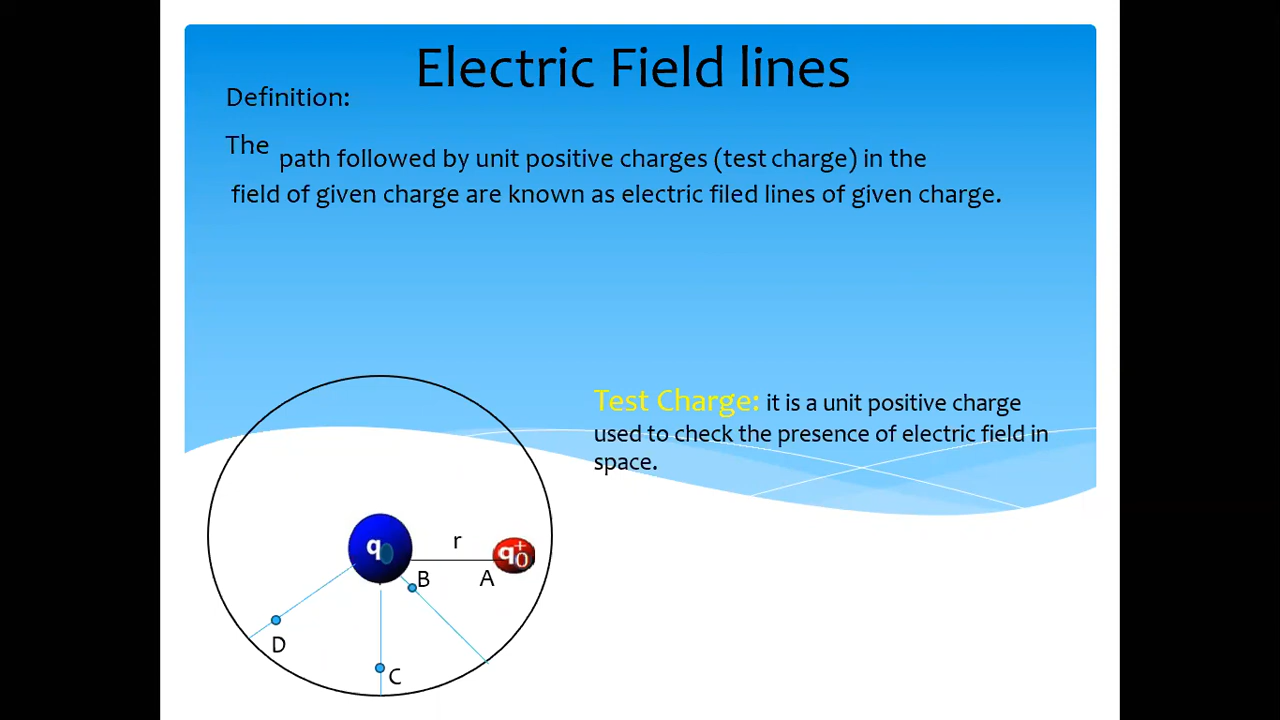 Electric Field lines
Definition:
The path followed by unit positive charges (test charge) in the
field of given charge are known as electric filed lines of given charge.
Test Charge: it is a unit positive charge
used to check the presence of electric field in
space.
q
r
q0+
B
A
D
C